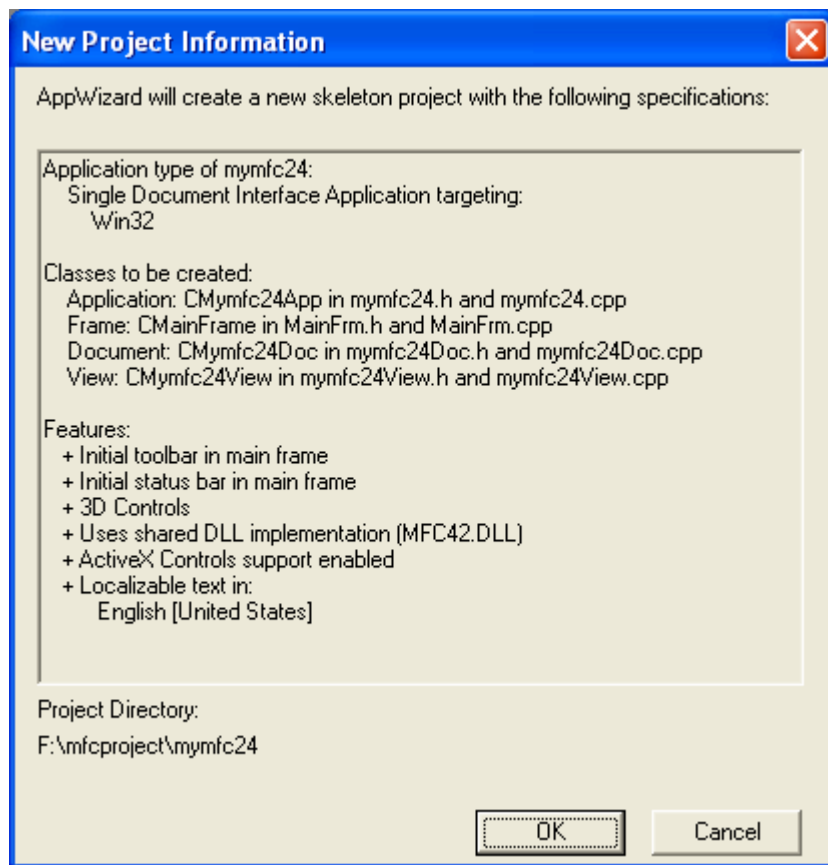 New Project Information
AppWizard will create a new skeleton project with the following specifications:
Application type of mymfc24:
Single Document Interface Application targeting:
Win32
Classes to be created:
Application: CMymfc24App in mymfc24.h and mymfc24.cpp
Frame: CMainFrame in MainFrm.h and MainFrm.cpp
Document: CMymfc24Doc in mymfc24Doc.h and mymfc24Doc.cpp
View: CMymfc24View in mymfc24View.h and mymfc24View.cpp
Features:
+ Initial toolbar in main frame
+ Initial status bar in main frame
+ 3D Controls
+ Uses shared DLL implementation (MFC42.DLL)
+ ActiveX Controls support enabled
+ Localizable text in:
English [United States]
Project Directory:
F:\mfcproject\mymfc24
OK Cancel